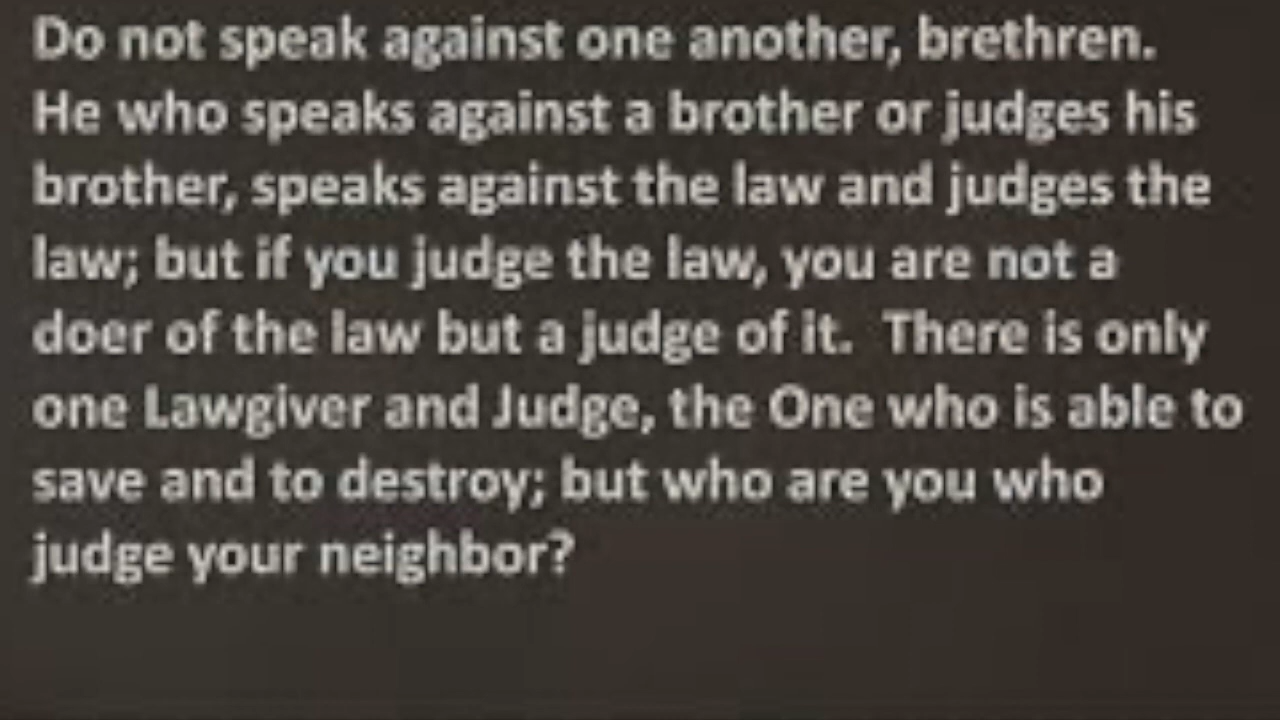 Do not speak against one another, brethren.
He who speaks against a brother or judges his
brother, speaks against the law and judges the
law; but if you judge the law, you are not a
doer of the law but a judge of it.  There is only
one Lawgiver and Judge, the One who is able to
save and to destroy; but who are you who
judge your neighbor?